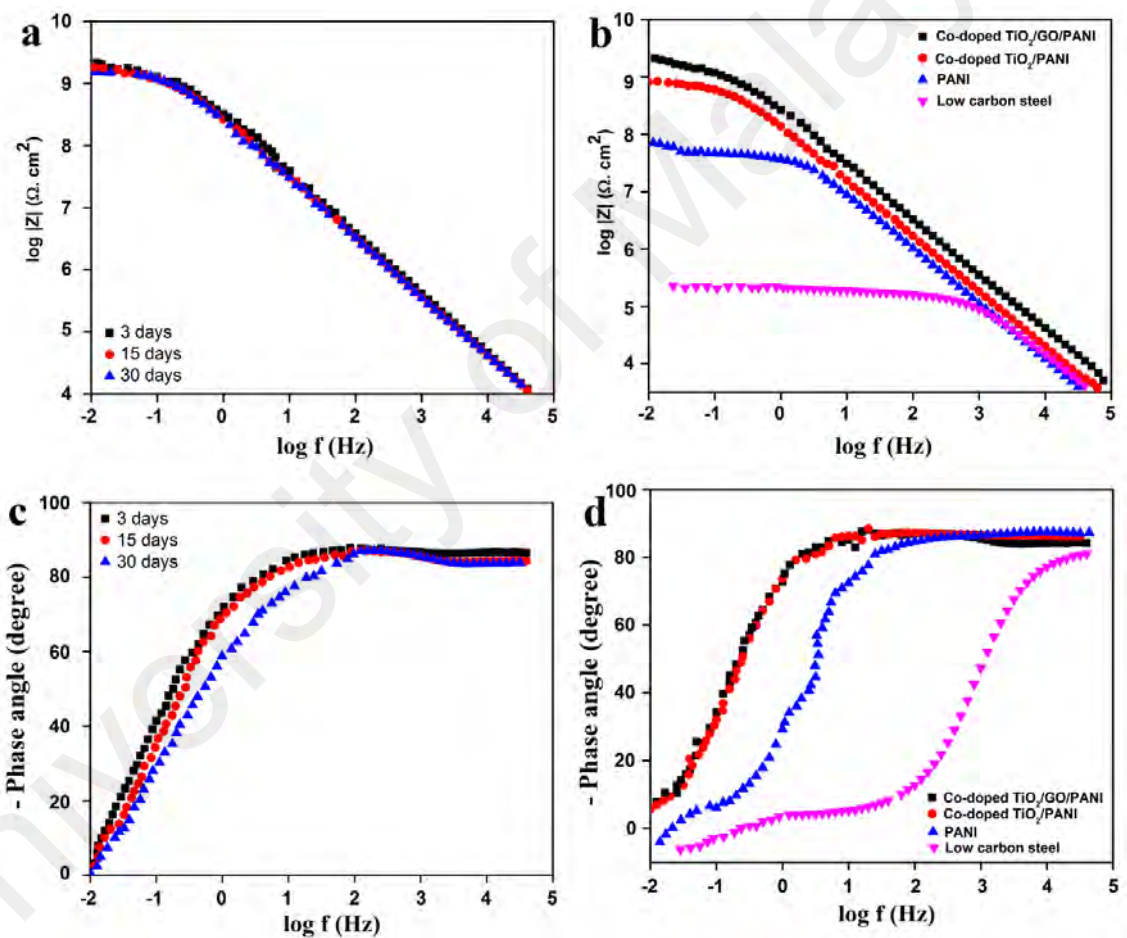 a
10
9
8
7
6
5
4
log |Z| (Ω. cm²)
3 days
15 days
30 days
-2 -1 0 1 2 3 4 5
log f (Hz)
b
10
9
8
7
6
5
4
log |Z| (Ω. cm²)
Co-doped TiO₂/GO/PANI
Co-doped TiO₂/PANI
PANI
Low carbon steel
-2 -1 0 1 2 3 4 5
log f (Hz)
c
100
80
60
40
20
0
- Phase angle (degree)
3 days
15 days
30 days
-2 -1 0 1 2 3 4 5
log f (Hz)
d
100
80
60
40
20
0
- Phase angle (degree)
Co-doped TiO₂/GO/PANI
Co-doped TiO₂/PANI
PANI
Low carbon steel
-2 -1 0 1 2 3 4 5
log f (Hz)
University of Malay